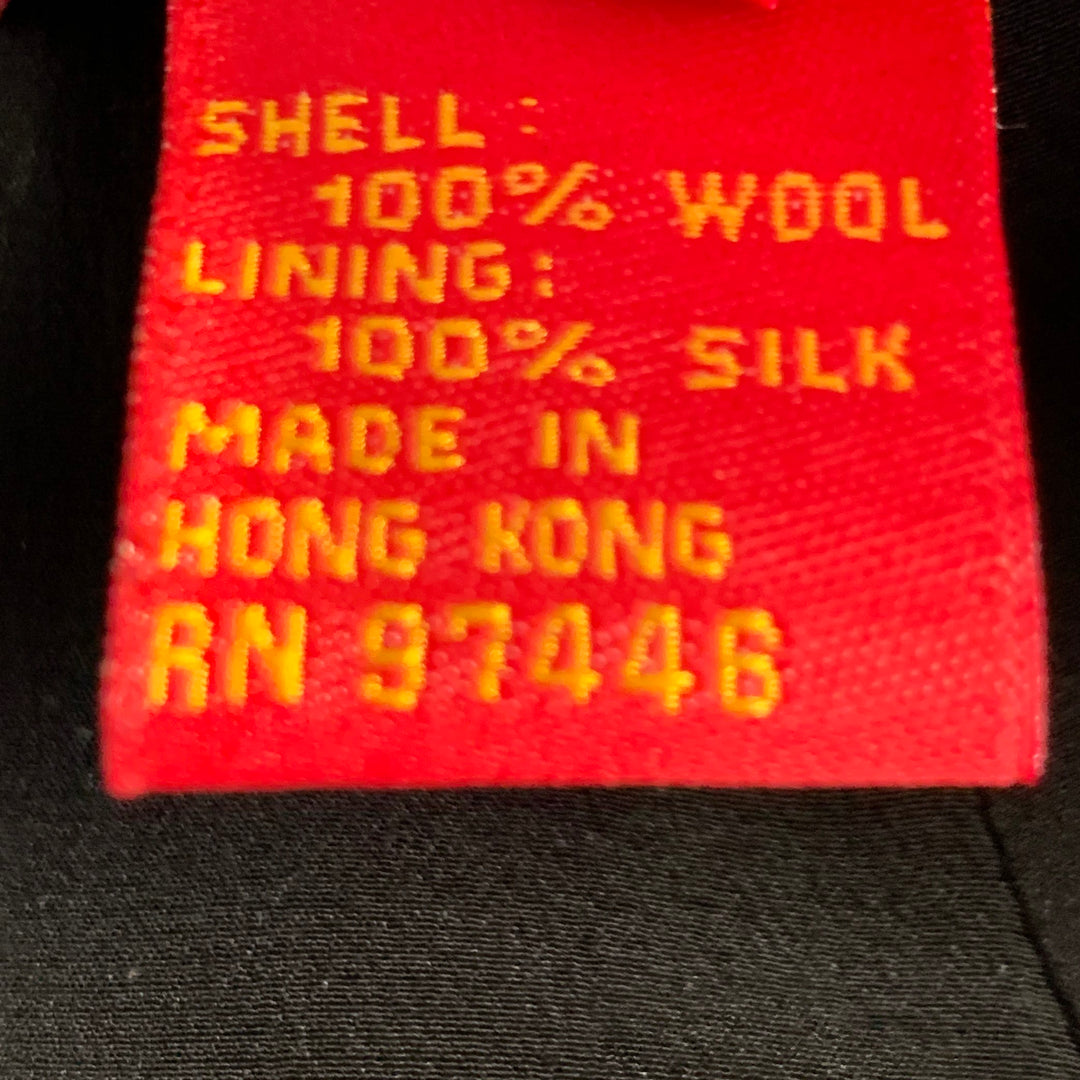 SHELL:
100% WOOL
LINING:
100% SILK
MADE IN
HONG KONG
RN 97446